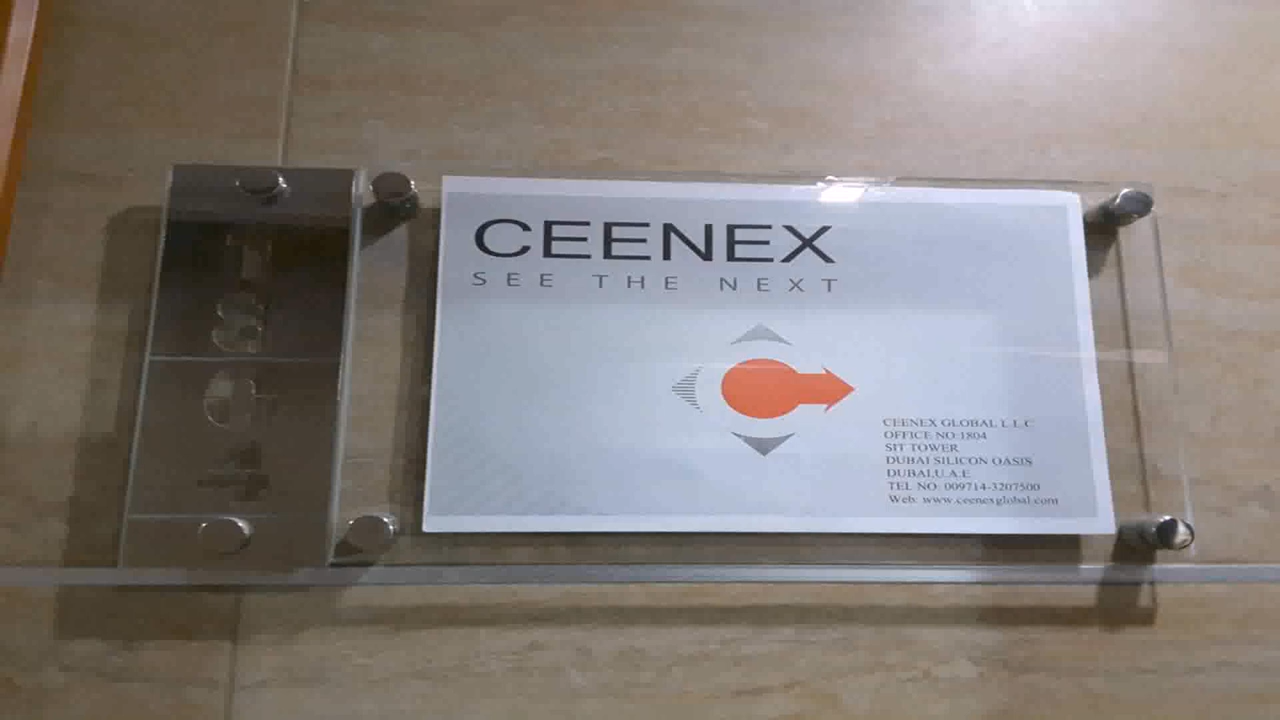 CEENEX
SEE THE NEXT
CEENEX GLOBAL L L C
OFFICE NO:1804
SIT TOWER
DUBAI SILICON OASIS
DUBAI,U.A.E
TEL NO: 009714-3207500
Web: www.ceenexglobal.com